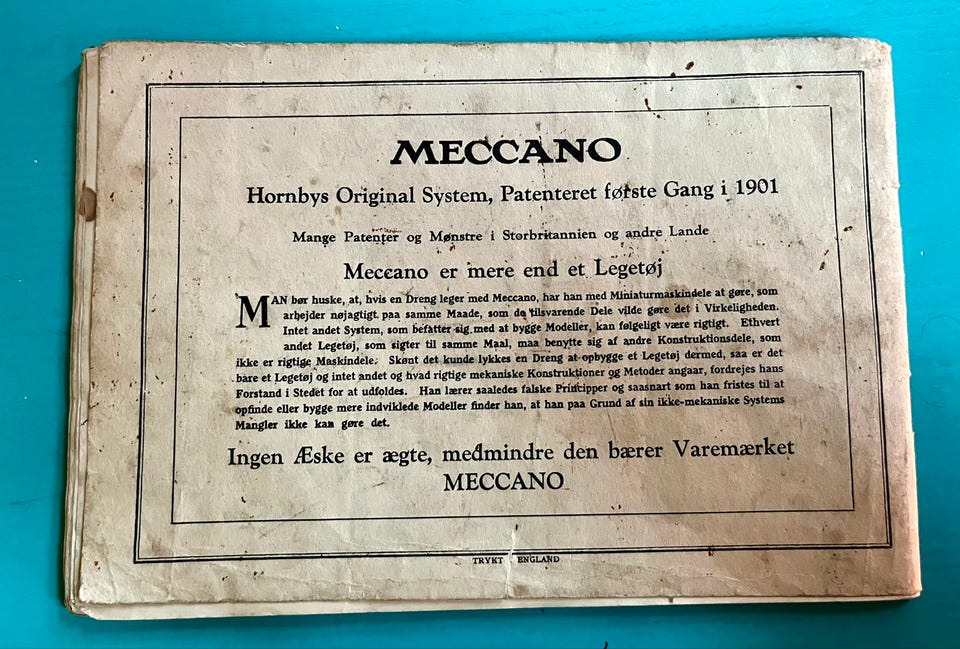 MECCANO
Hornbys Original System, Patenteret første Gang i 1901
Mange Patenter og Mønstre i Storbritannien og andre Lande
Meccano er mere end et Legetøj
MAN bør huske, at, hvis en Dreng leger med Meccano, har han med Miniaturmaskindele at gøre, som
arbejder nøjagtigt paa samme Maade, som de tilsvarende Dele vilde gøre det i Virkeligheden.
Intet andet System, som befatter sig med at bygge Modeller, kan følgeligt være rigtigt. Ethvert
andet Legetøj, som sigter til samme Maal, maa benytte sig af andre Konstruktionsdele, som
ikke er rigtige Maskindele. Skønt det kunde lykkes en Dreng at opbygge et Legetøj dermed, saa er det
bare et Legetøj og intet andet og hvad rigtige mekaniske Konstruktioner og Metoder angaar, fordrejes hans
Forstand i Stedet for at udfoldes. Han lærer saaledes falske Principper og saasnart som han fristes til at
opfinde eller bygge mere indviklede Modeller finder han, at han paa Grund af sin ikke-mekaniske Systems
Mangler ikke kan gøre det.
Ingen Æske er ægte, medmindre den bærer Varemærket
MECCANO
TRYKT ENGLAND